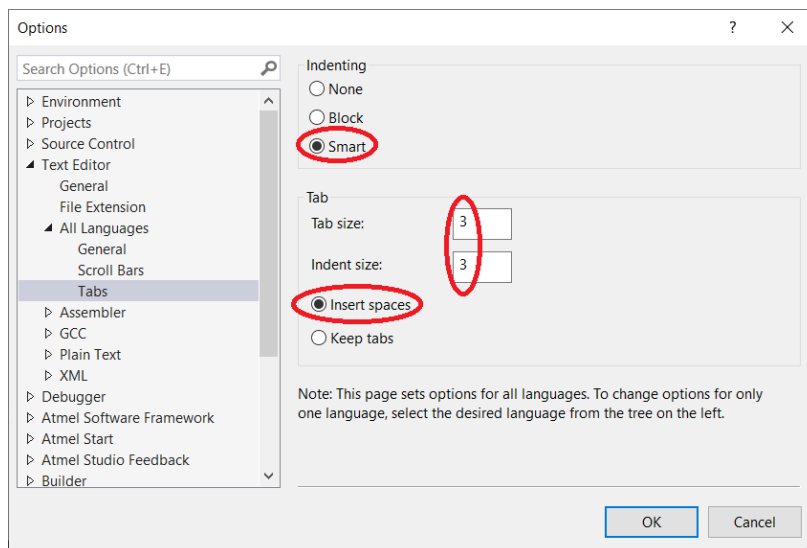 Options
?
Search Options (Ctrl+E)
Environment
Projects
Source Control
Text Editor
General
File Extension
All Languages
General
Scroll Bars
Tabs
Assembler
GCC
Plain Text
XML
Debugger
Atmel Software Framework
Atmel Start
Atmel Studio Feedback
Builder
Indenting
None
Block
Smart
Tab
Tab size: 3
Indent size: 3
Insert spaces
Keep tabs
Note: This page sets options for all languages. To change options for only
one language, select the desired language from the tree on the left.
OK Cancel